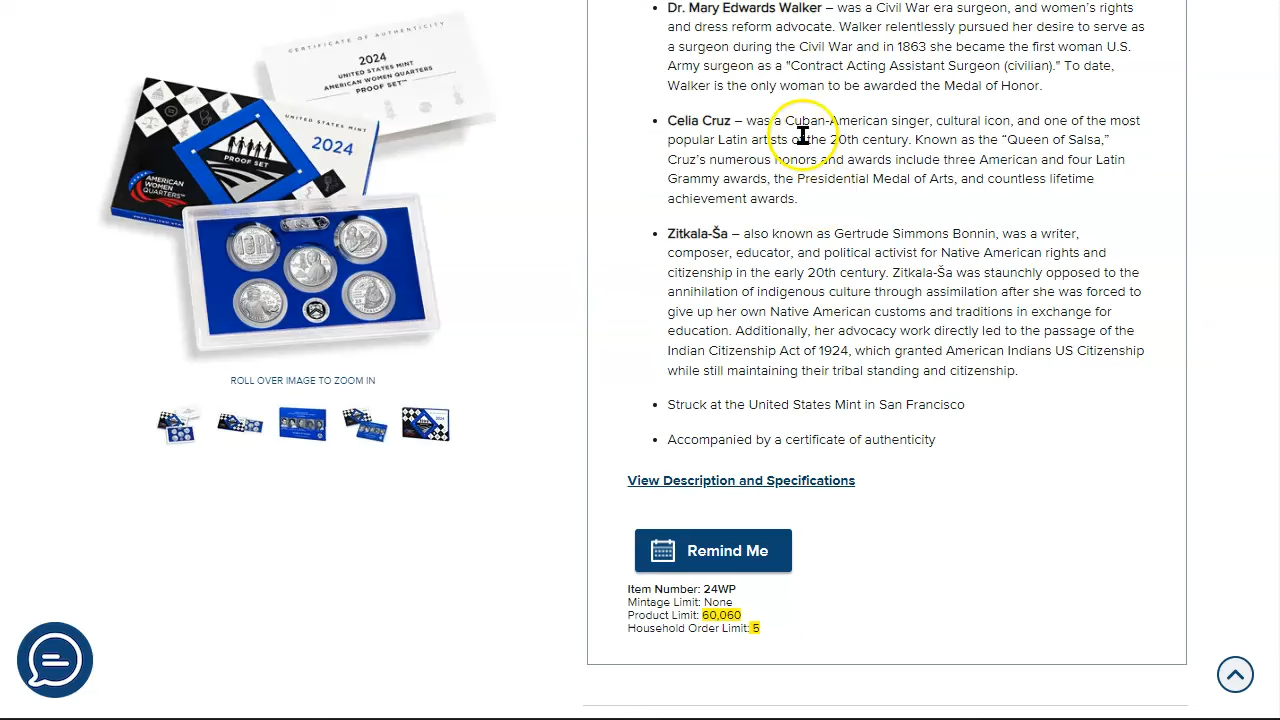 CERTIFICATE OF AUTHENTICITY
2024
UNITED STATES MINT
AMERICAN WOMEN QUARTERS
PROOF SET™
UNITED STATES MINT
2024
PROOF SET
AMERICAN
WOMEN
QUARTERS™
ROLL OVER IMAGE TO ZOOM IN
• Dr. Mary Edwards Walker – was a Civil War era surgeon, and women's rights
and dress reform advocate. Walker relentlessly pursued her desire to serve as
a surgeon during the Civil War and in 1863 she became the first woman U.S.
Army surgeon as a "Contract Acting Assistant Surgeon (civilian)." To date,
Walker is the only woman to be awarded the Medal of Honor.
• Celia Cruz – was a Cuban-American singer, cultural icon, and one of the most
popular Latin artists of the 20th century. Known as the “Queen of Salsa,”
Cruz’s numerous honors and awards include three American and four Latin
Grammy awards, the President's Medal of Arts, and countless lifetime
achievement awards.
• Zitkala-Ša – also known as Gertrude Simmons Bonnin, was a writer,
composer, educator, and political activist for Native American rights and
citizenship in the early 20th century. Zitkala-Ša was staunchly opposed to the
annihilation of indigenous culture through assimilation after she was forced to
give up her own Native American customs and traditions in exchange for
education. Additionally, her advocacy work directly led to the passage of the
Indian Citizenship Act of 1924, which granted American Indians US Citizenship
while still maintaining their tribal standing and citizenship.
• Struck at the United States Mint in San Francisco
• Accompanied by a certificate of authenticity
View Description and Specifications
Remind Me
Item Number: 24WP
Mintage Limit: None
Product Limit: 60,060
Household Order Limit: 5